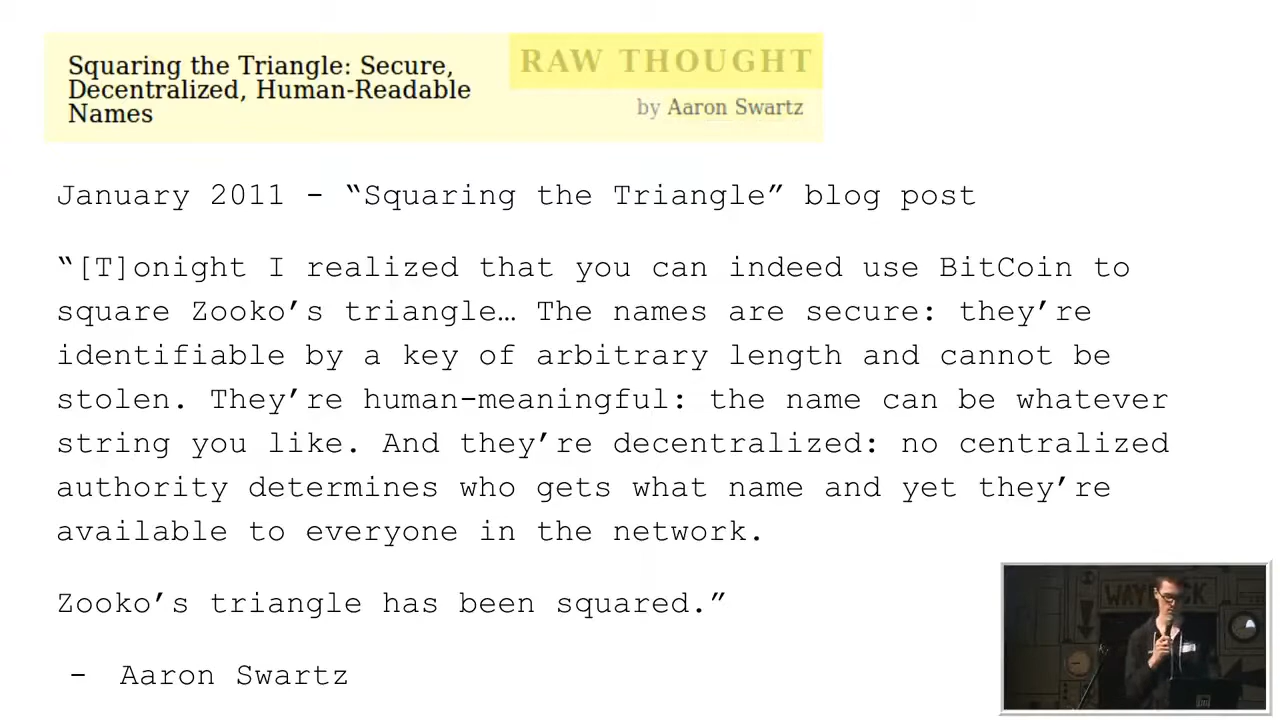 Squaring the Triangle: Secure,
Decentralized, Human-Readable
Names
RAW THOUGHT
by Aaron Swartz
January 2011 - “Squaring the Triangle” blog post
“[T]onight I realized that you can indeed use BitCoin to
square Zooko’s triangle… The names are secure: they’re
identifiable by a key of arbitrary length and cannot be
stolen. They’re human-meaningful: the name can be whatever
string you like. And they’re decentralized: no centralized
authority determines who gets what name and yet they’re
available to everyone in the network.
Zooko’s triangle has been squared.”
- Aaron Swartz